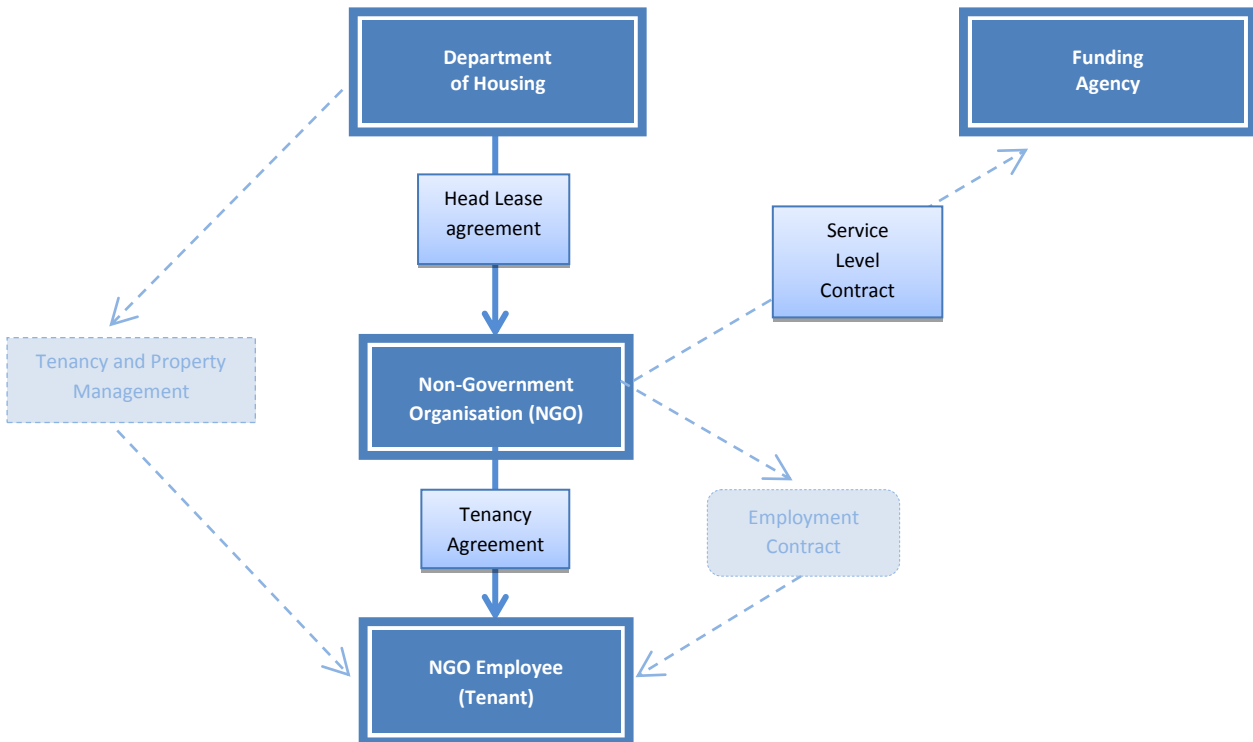 Department
of Housing
Funding
Agency
Head Lease
agreement
Service
Level
Contract
Tenancy and Property
Management
Non-Government
Organisation (NGO)
Tenancy
Agreement
Employment
Contract
NGO Employee
(Tenant)